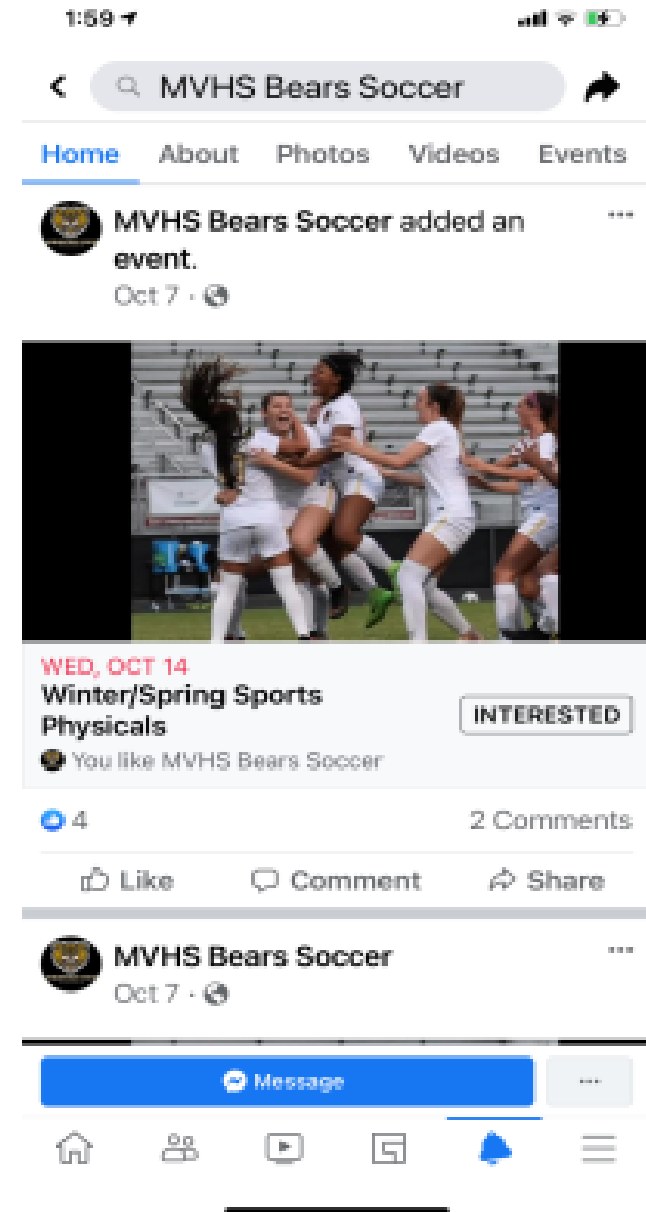 1:59
MVHS Bears Soccer
Home About Photos Videos Events
MVHS Bears Soccer added an
event.
Oct 7 ·
WED, OCT 14
Winter/Spring Sports
Physicals
INTERESTED
You like MVHS Bears Soccer
4 2 Comments
Like Comment Share
MVHS Bears Soccer
Oct 7 ·
Message